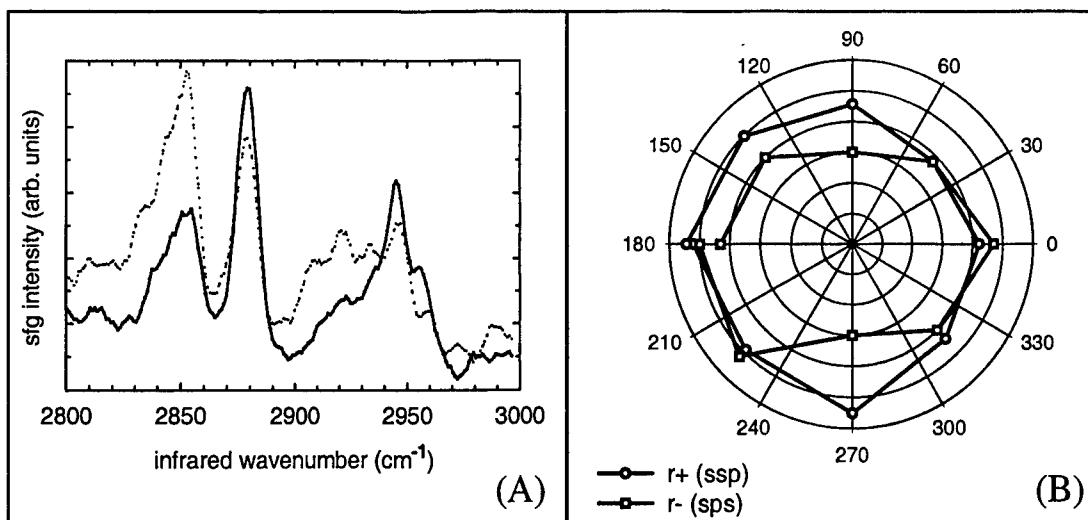 sfg intensity (arb. units)
2800 2850 2900 2950 3000
infrared wavenumber (cm-1)
(A)
90
120 60
150 30
180 0
210 330
240 300
270
r+ (ssp)
r- (sps)
(B)